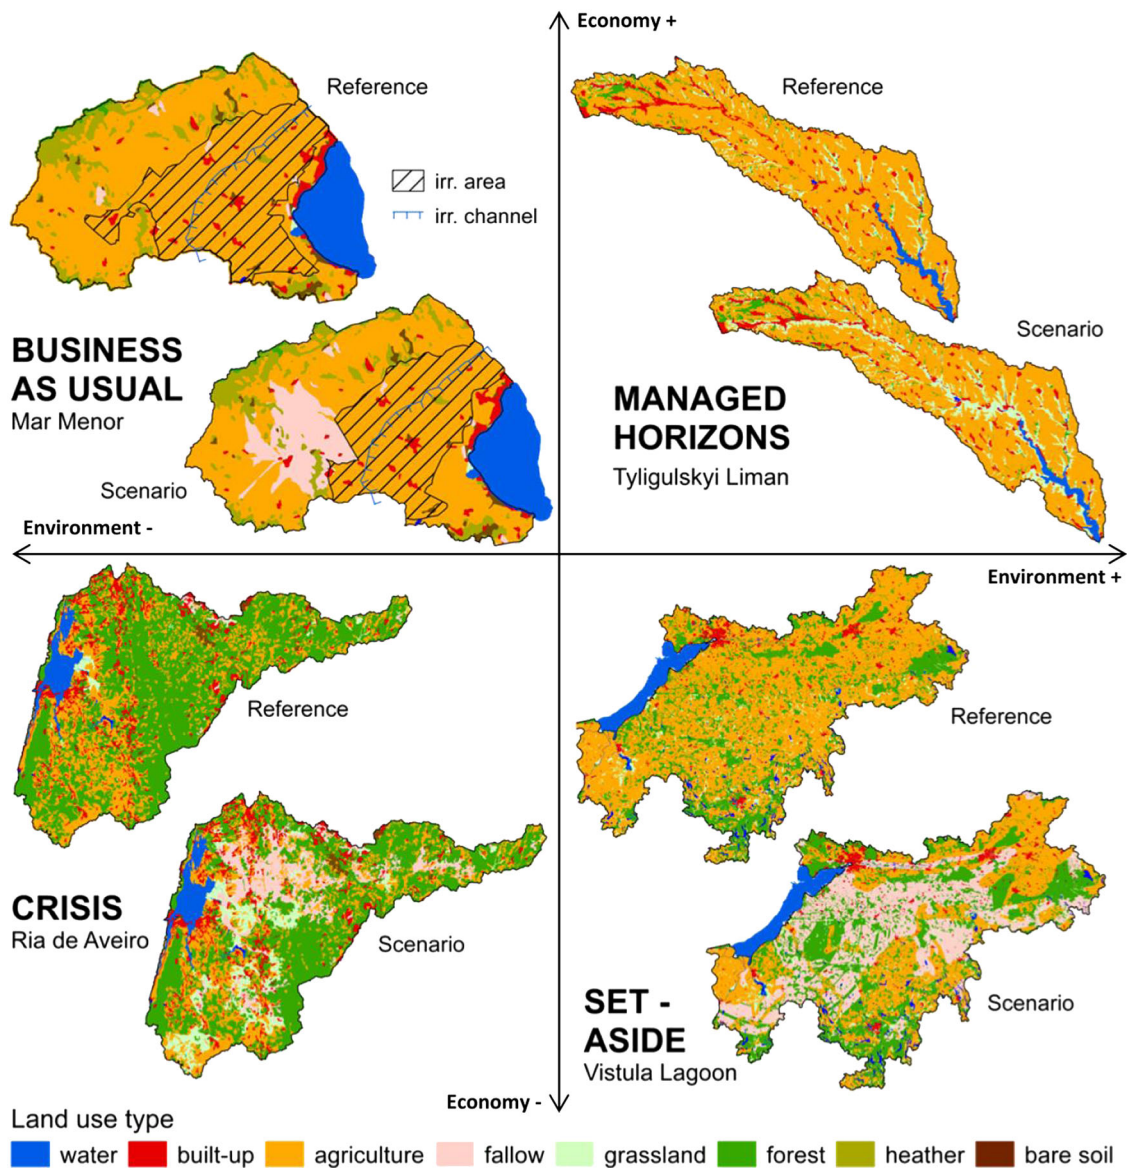 Economy +
Reference
irr. area
irr. channel
BUSINESS
AS USUAL
Mar Menor
Scenario
Environment -
Reference
Scenario
MANAGED
HORIZONS
Tyligulskyi Liman
Environment +
Reference
CRISIS
Ria de Aveiro
Scenario
Reference
SET -
ASIDE
Vistula Lagoon
Scenario
Economy -
Land use type
water built-up agriculture fallow grassland forest heather bare soil